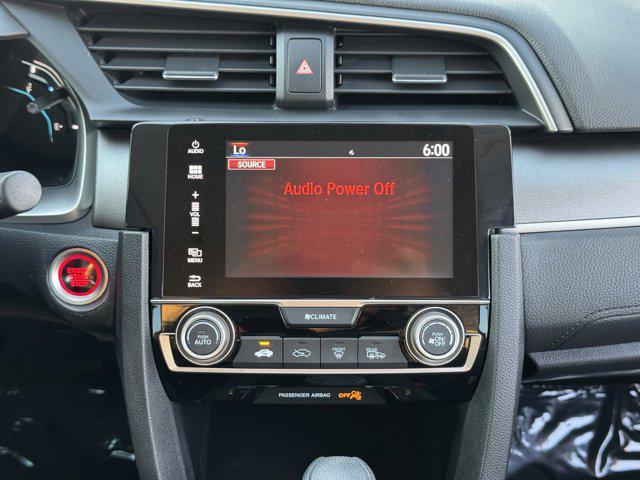 AUDIO
Lo 6:00
SOURCE
HOME
Audio Power Off
+
VOL
-
MENU
BACK
ENGINE
START
STOP
CLIMATE
PUSH
AUTO
FRONT
REAR
PUSH
ON/
OFF
PASSENGER AIRBAG OFF